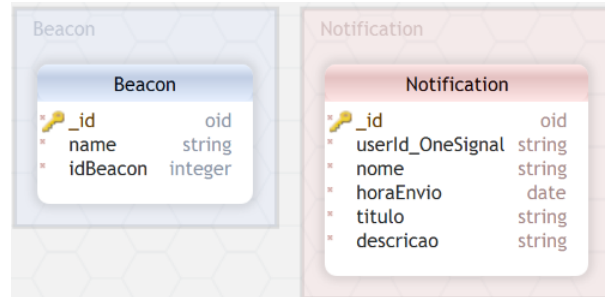 Beacon
Beacon
_id oid
name string
idBeacon integer
Notification
Notification
_id oid
userId_OneSignal string
nome string
horaEnvio date
titulo string
descricao string